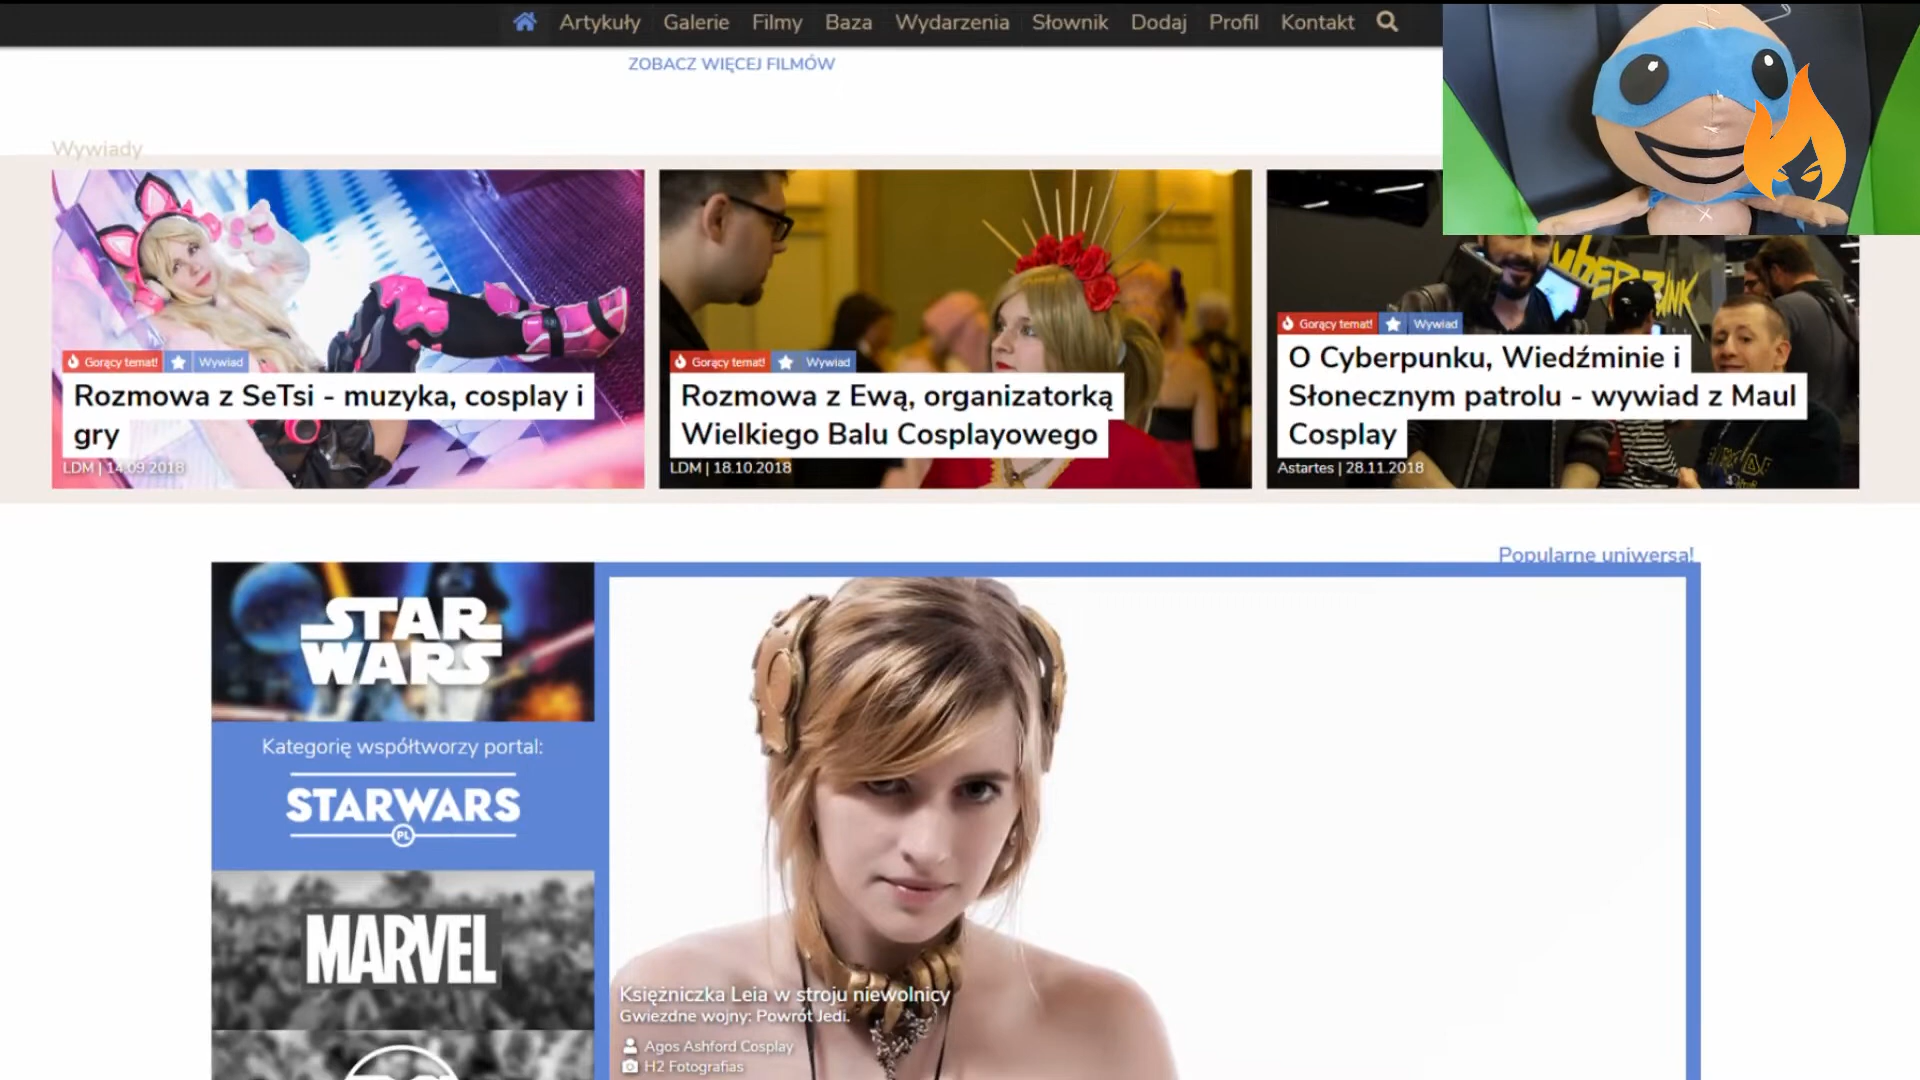 Artykuły Galerie Filmy Baza Wydarzenia Słownik Dodaj Profil Kontakt
ZOBACZ WIĘCEJ FILMÓW
Wywiady
Gorący temat! Wywiad
Rozmowa z SeTsi - muzyka, cosplay i
gry
LDM | 14.09.2018
Gorący temat! Wywiad
Rozmowa z Ewą, organizatorką
Wielkiego Balu Cosplayowego
LDM | 18.10.2018
Gorący temat! Wywiad
O Cyberpunku, Wiedźminie i
Słonecznym patrolu - wywiad z Maul
Cosplay
Astartes | 28.11.2018
Popularne uniwersa!
STAR
WARS
Kategorię współtworzy portal:
STARWARS
PL
MARVEL
Księżniczka Leia w stroju niewolnicy
Gwiezdne wojny: Powrót Jedi.
Agos Ashford Cosplay
H2 Fotografias